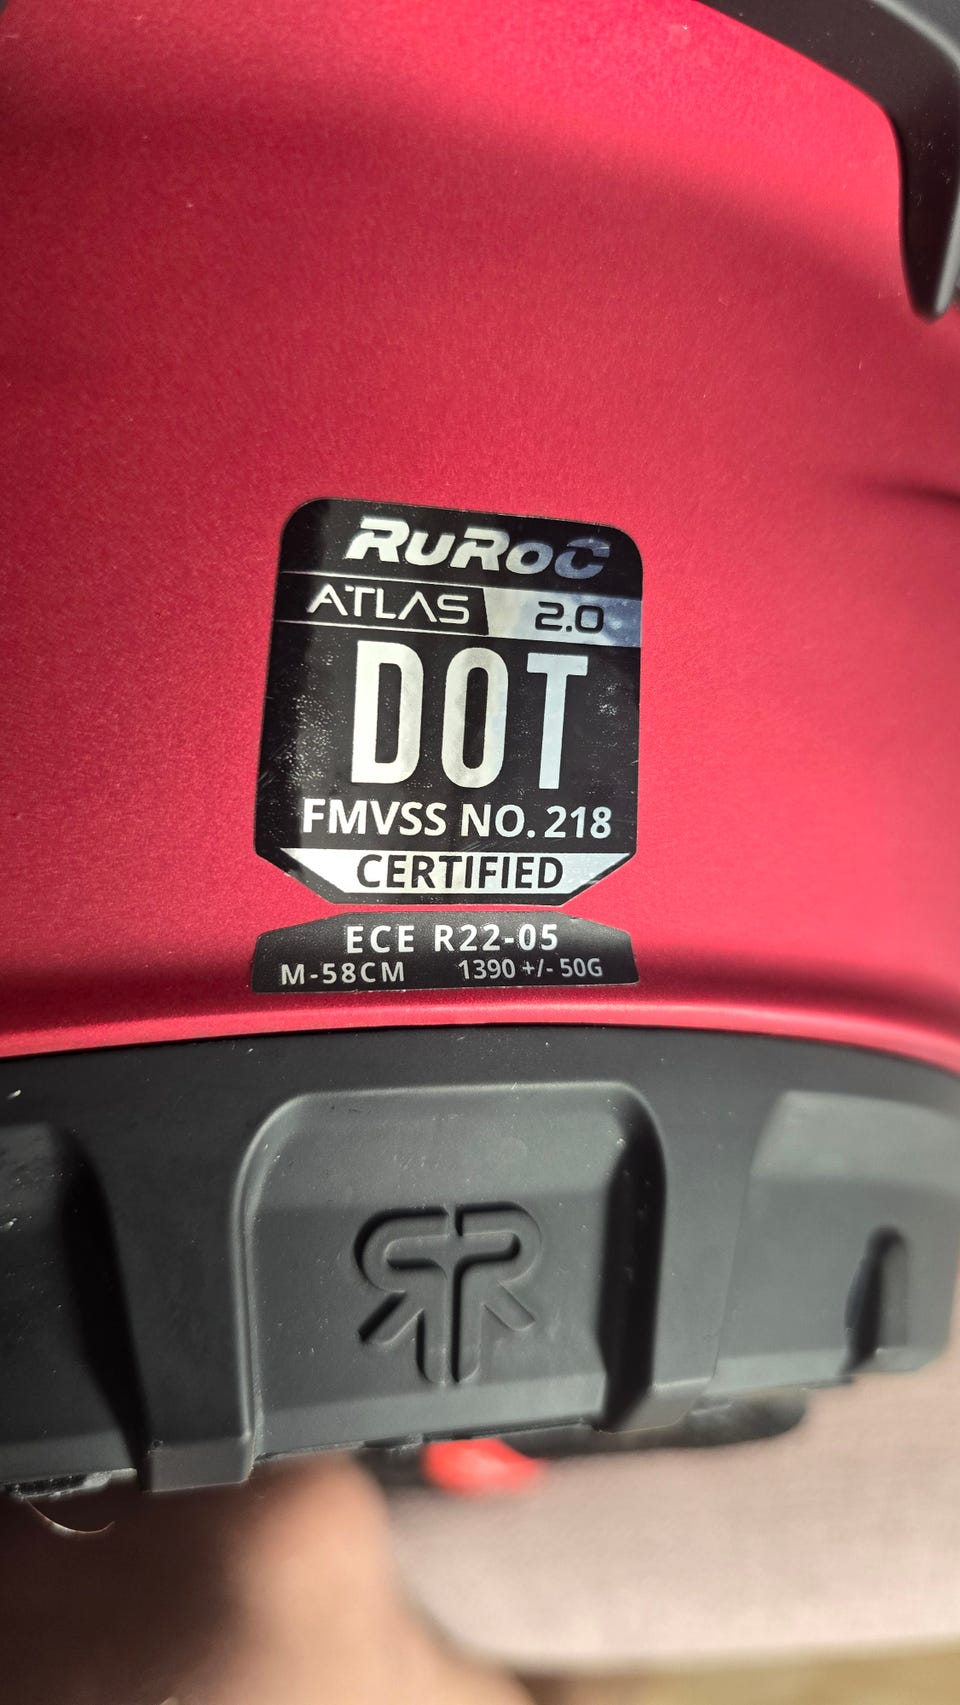 RUROC
ATLAS 2.0
DOT
FMVSS NO. 218
CERTIFIED
ECE R22-05
M-58CM 1390 +/- 50G